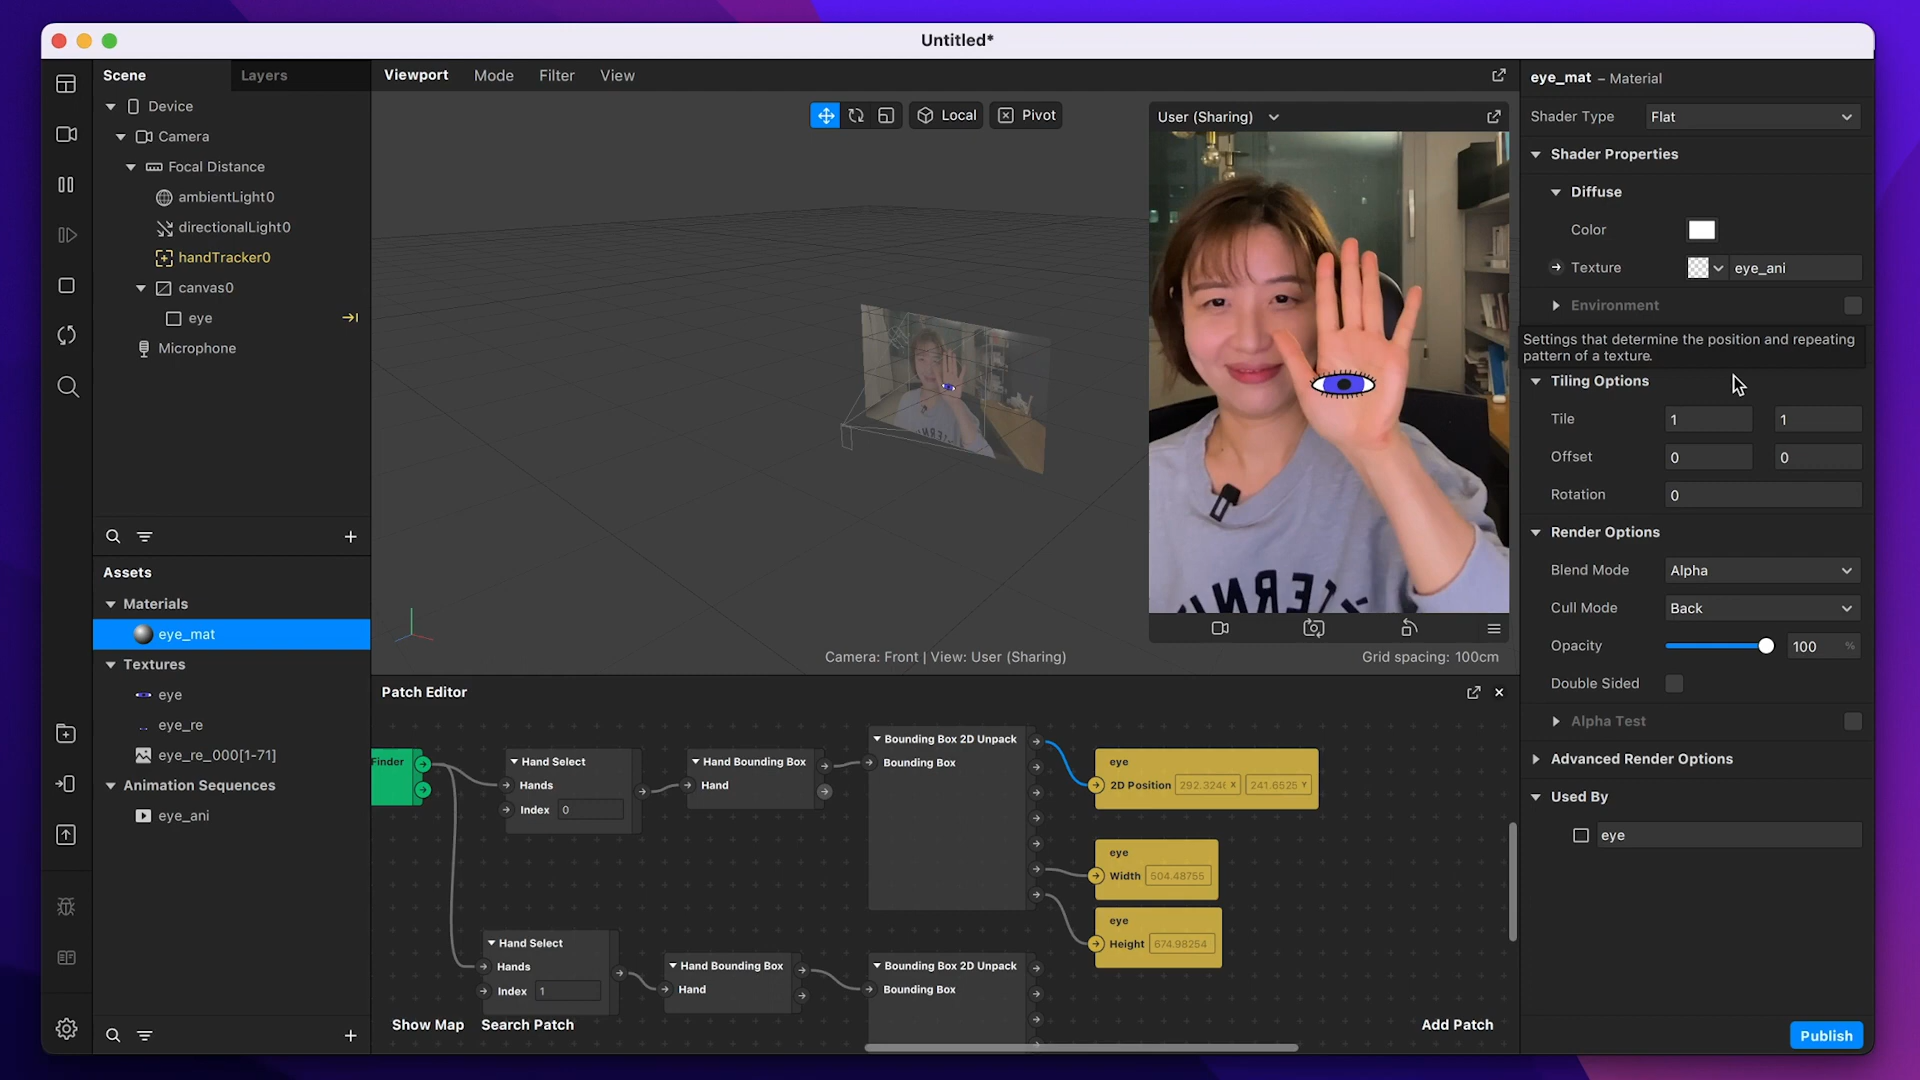 Untitled*
Scene
Layers
Device
Camera
Focal Distance
ambientLight0
directionalLight0
handTracker0
canvas0
eye
Microphone
Assets
Materials
eye_mat
Textures
eye
eye_re
eye_re_000[1-71]
Animation Sequences
eye_ani
Viewport Mode Filter View
Local
Pivot
User (Sharing)
Camera: Front | View: User (Sharing)
Grid spacing: 100cm
Patch Editor
Finder
Hand Select
Hands
Index 0
Hand Bounding Box
Hand
Bounding Box 2D Unpack
Bounding Box
eye
2D Position 292.324 X 241.6525 Y
eye
Width 504.48755
eye
Height 674.98254
Hand Select
Hands
Index 1
Hand Bounding Box
Hand
Bounding Box 2D Unpack
Bounding Box
Show Map Search Patch
Add Patch
eye_mat – Material
Shader Type Flat
Shader Properties
Diffuse
Color
Texture eye_ani
Environment
Settings that determine the position and repeating
pattern of a texture.
Tiling Options
Tile 1 1
Offset 0 0
Rotation 0
Render Options
Blend Mode Alpha
Cull Mode Back
Opacity 100 %
Double Sided
Alpha Test
Advanced Render Options
Used By
eye
Publish